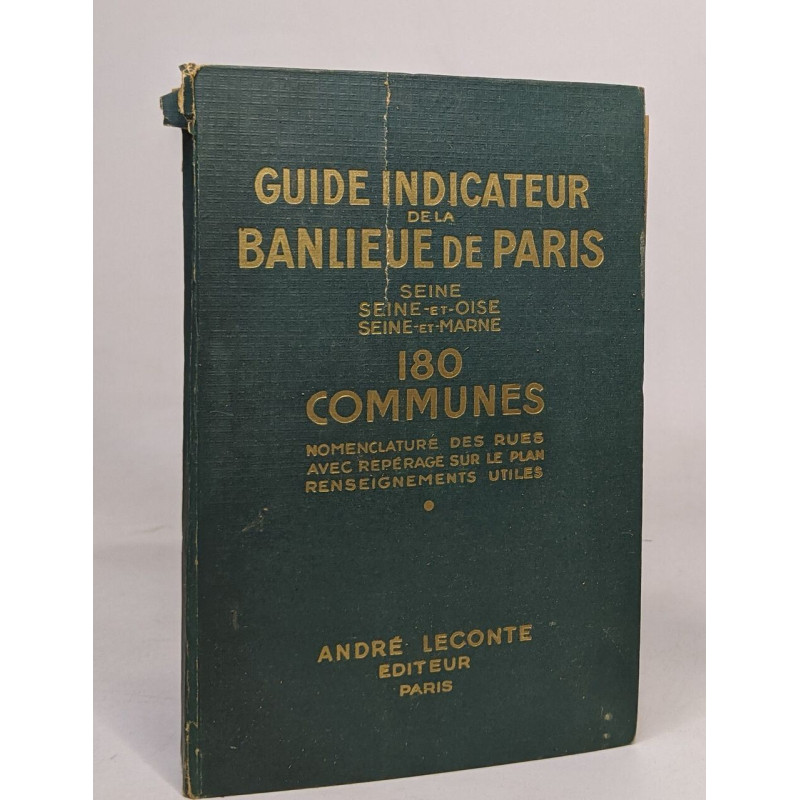 GUIDE INDICATEUR
DE LA
BANLIEUE DE PARIS
SEINE
SEINE-ET-OISE
SEINE-ET-MARNE
180
COMMUNES
NOMENCLATURE DES RUES
AVEC REPÉRAGE SUR LE PLAN
RENSEIGNEMENTS UTILES
ANDRÉ LECONTE
EDITEUR
PARIS